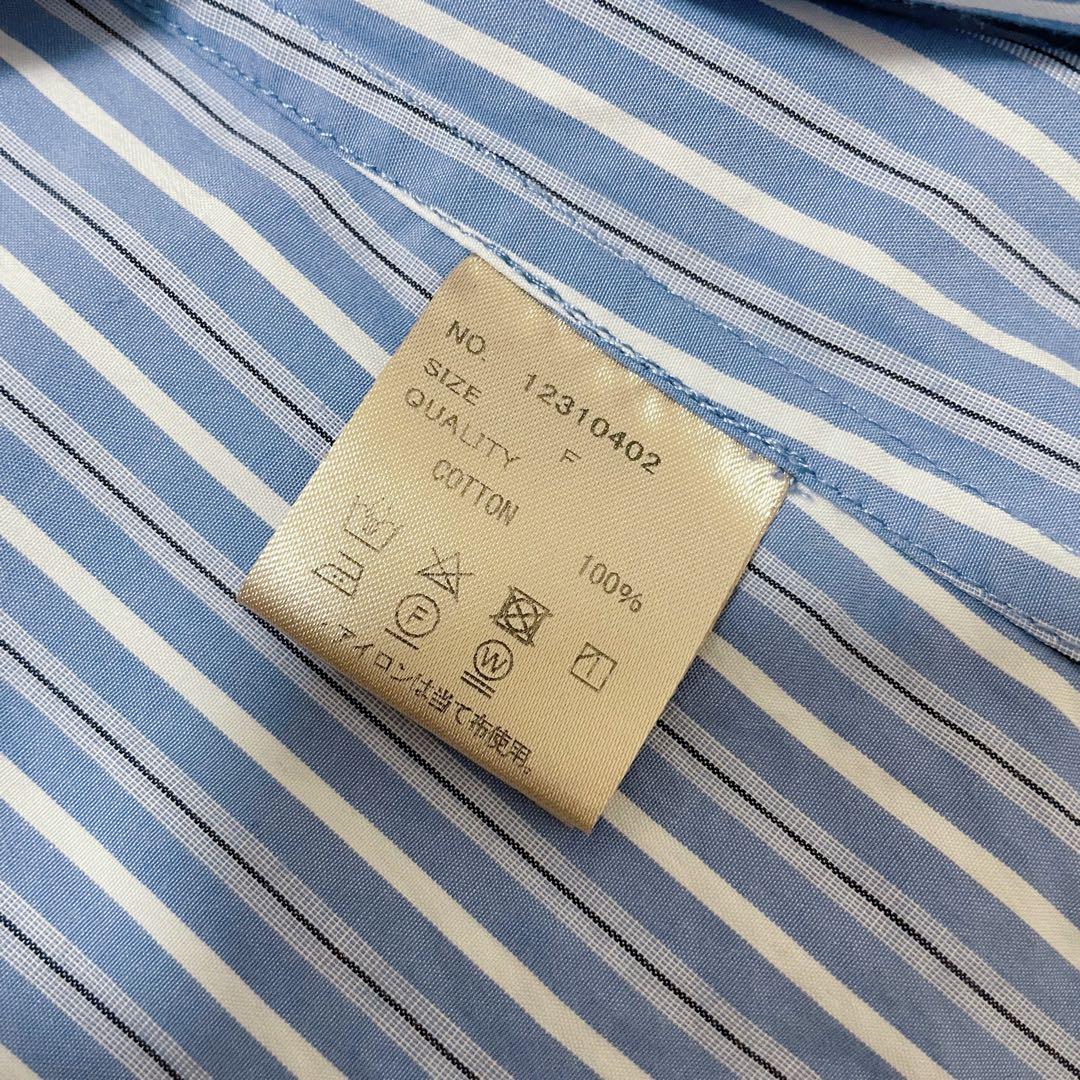 NO. 12310402
SIZE F
QUALITY
COTTON 100%
F
W
アイロンは当て布使用。